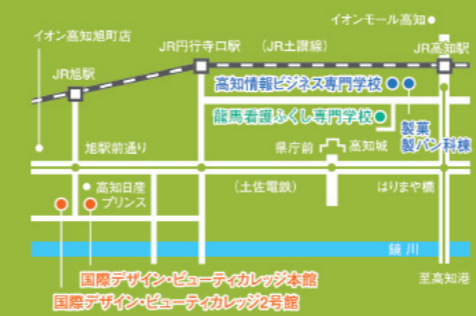 イオンモール高知
イオン高知旭町店
JR円行寺口駅
(JR土讃線)
JR高知駅
JR旭駅
高知情報ビジネス専門学校
龍馬看護ふくし専門学校
製菓
製パン科棟
旭駅前通り
県庁前
高知城
高知日産
プリンス
(土佐電鉄)
はりまや橋
鏡川
国際デザイン・ビューティカレッジ本館
国際デザイン・ビューティカレッジ2号館
至高知港